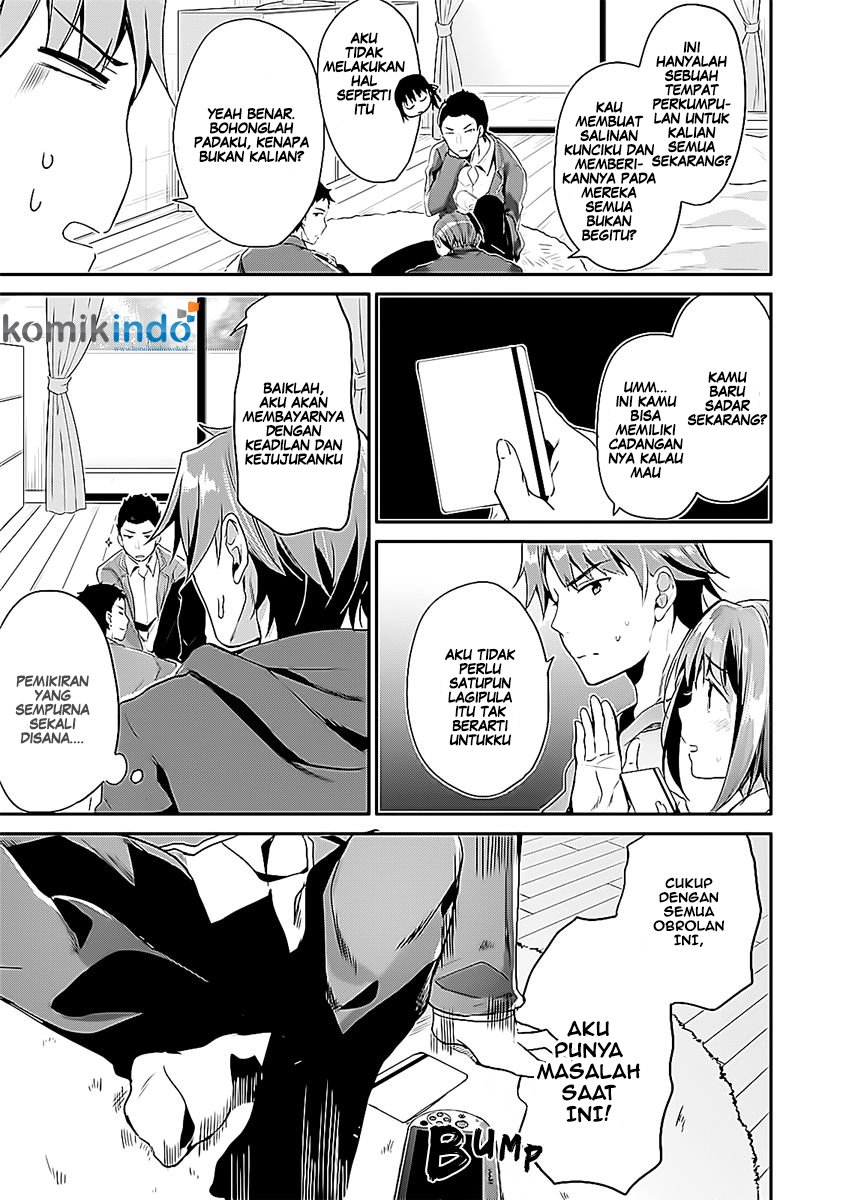 INI
HANYALAH
SEBUAH
TEMPAT
PERKUMPU-
LAN UNTUK
KALIAN
SEMUA
SEKARANG?
KAU
MEMBUAT
SALINAN
KUNCIKU DAN
MEMBERI-
KANNYA PADA
MEREKA
SEMUA
BUKAN
BEGITU?
AKU
TIDAK
MELAKUKAN
HAL
SEPERTI
ITU
YEAH BENAR.
BOHONGLAH
PADAKU, KENAPA
BUKAN KALIAN?
KAMU
BARU
SADAR
SEKARANG?
UMM...
INI KAMU
BISA
MEMILIKI
CADANGAN
NYA KALAU
MAU
komikindo
BAIKLAH,
AKU AKAN
MEMBAYARNYA
DENGAN
KEADILAN DAN
KEJUJURANKU
AKU TIDAK
PERLU
SATUPUN
LAGIPULA
ITU TAK
BERARTI
UNTUKKU
PEMIKIRAN
YANG
SEMPURNA
SEKALI
DISANA....
CUKUP
DENGAN
SEMUA
OBROLAN
INI,
AKU
PUNYA
MASALAH
SAAT
INI!
BUMP